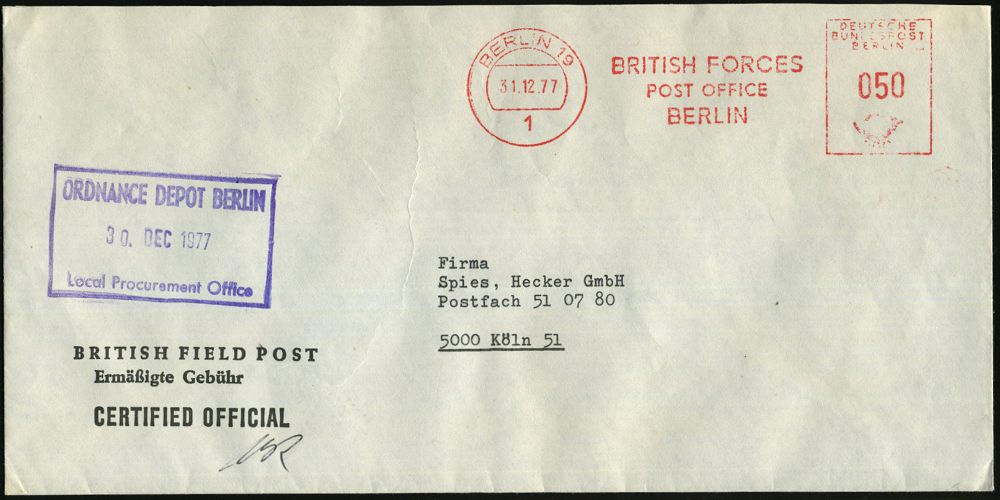 BERLIN 19
31.12.77
1
BRITISH FORCES
POST OFFICE
BERLIN
DEUTSCHE
BUNDESPOST
BERLIN
050
ORDNANCE DEPOT BERLIN
30. DEC 1977
Local Procurement Office
Firma
Spies, Hecker GmbH
Postfach 51 07 80
5000 Köln 51
BRITISH FIELD POST
Ermäßigte Gebühr
CERTIFIED OFFICIAL